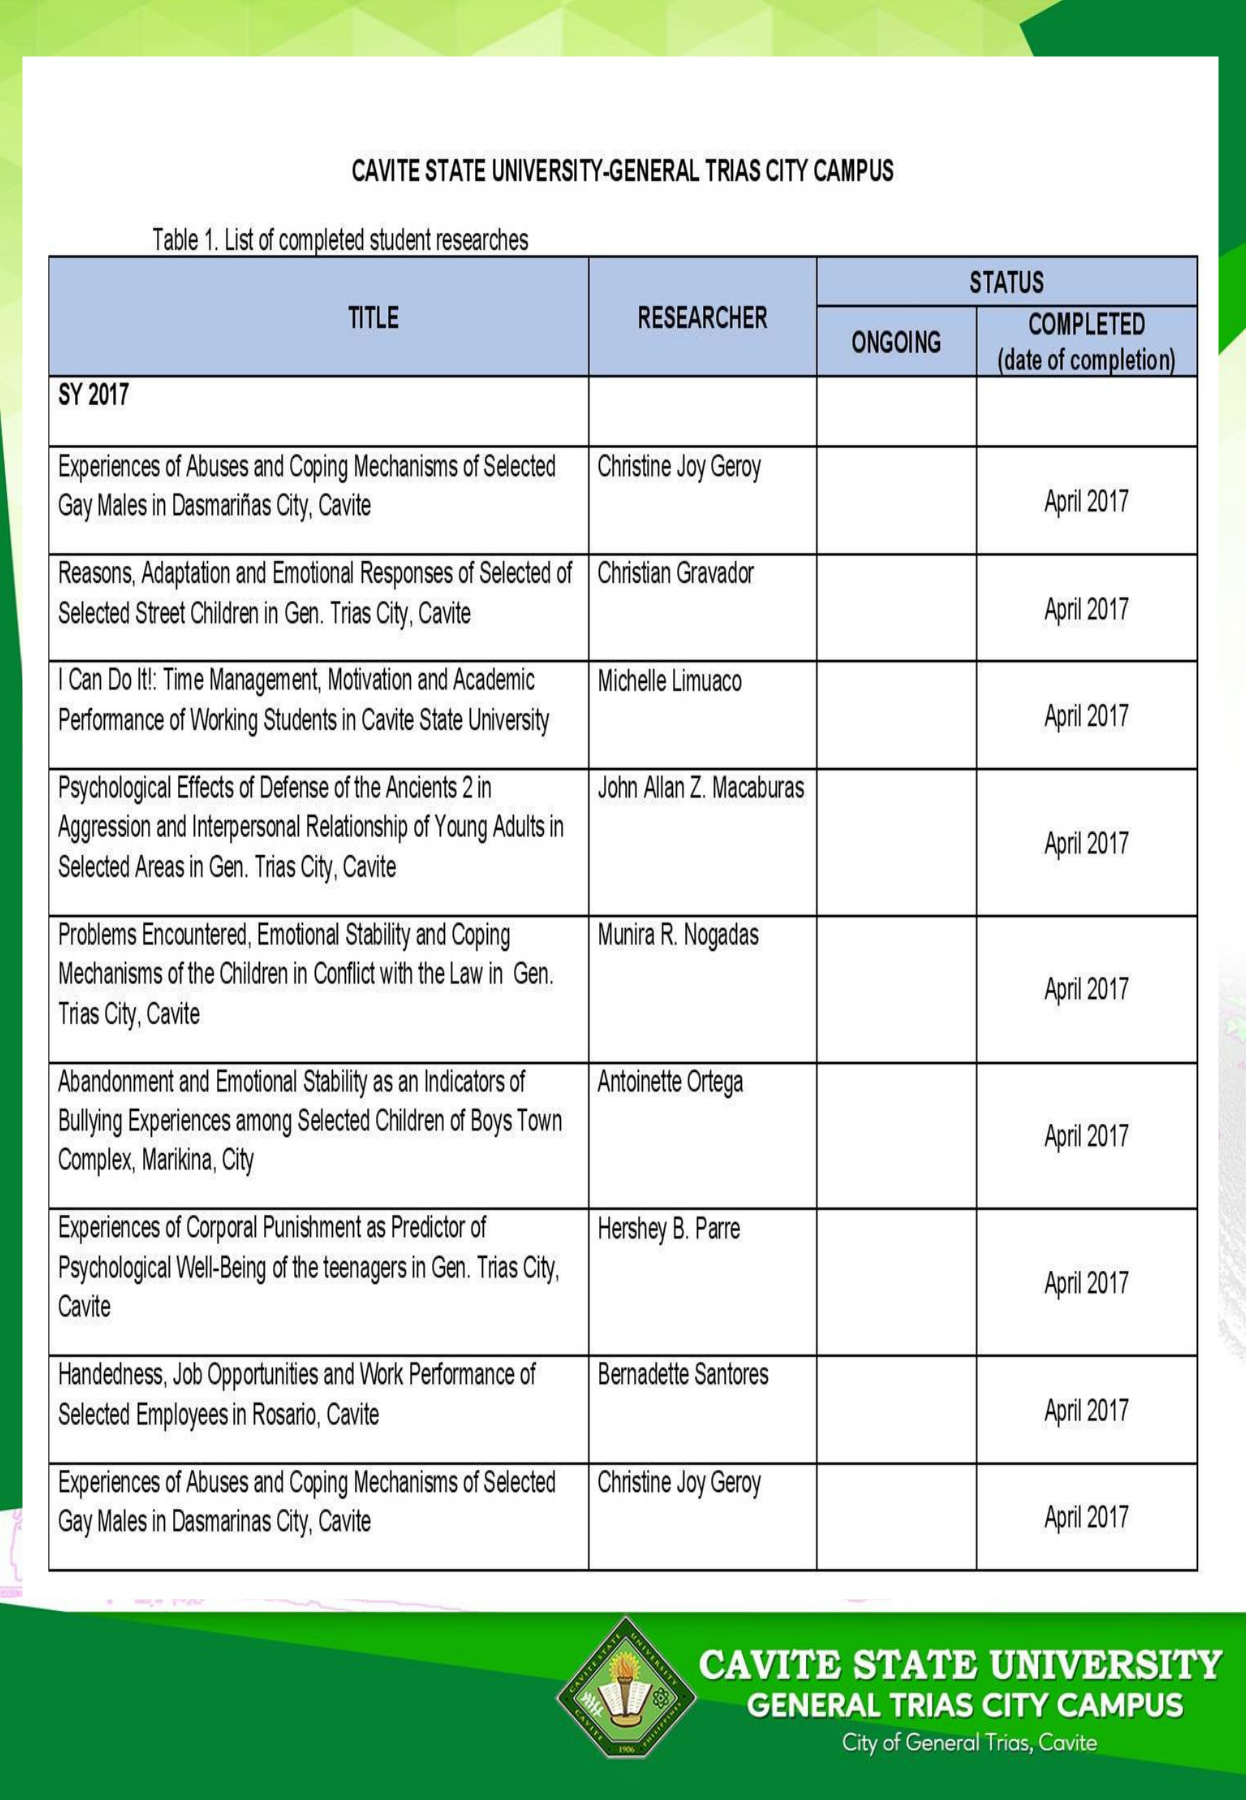 CAVITE STATE UNIVERSITY-GENERAL TRIAS CITY CAMPUS
Table 1. List of completed student researches
TITLE
RESEARCHER
STATUS
ONGOING
COMPLETED
(date of completion)
SY 2017
Experiences of Abuses and Coping Mechanisms of Selected
Gay Males in Dasmariñas City, Cavite
Christine Joy Geroy
April 2017
Reasons, Adaptation and Emotional Responses of Selected of
Selected Street Children in Gen. Trias City, Cavite
Christian Gravador
April 2017
I Can Do It!: Time Management, Motivation and Academic
Performance of Working Students in Cavite State University
Michelle Limuaco
April 2017
Psychological Effects of Defense of the Ancients 2 in
Aggression and Interpersonal Relationship of Young Adults in
Selected Areas in Gen. Trias City, Cavite
John Allan Z. Macaburas
April 2017
Problems Encountered, Emotional Stability and Coping
Mechanisms of the Children in Conflict with the Law in Gen.
Trias City, Cavite
Munira R. Nogadas
April 2017
Abandonment and Emotional Stability as an Indicators of
Bullying Experiences among Selected Children of Boys Town
Complex, Marikina, City
Antoinette Ortega
April 2017
Experiences of Corporal Punishment as Predictor of
Psychological Well-Being of the teenagers in Gen. Trias City,
Cavite
Hershey B. Parre
April 2017
Handedness, Job Opportunities and Work Performance of
Selected Employees in Rosario, Cavite
Bernadette Santores
April 2017
Experiences of Abuses and Coping Mechanisms of Selected
Gay Males in Dasmarinas City, Cavite
Christine Joy Geroy
April 2017
CAVITE STATE UNIVERSITY
CAVITE
PHILIPPINES
1906
CAVITE STATE UNIVERSITY
GENERAL TRIAS CITY CAMPUS
City of General Trias, Cavite